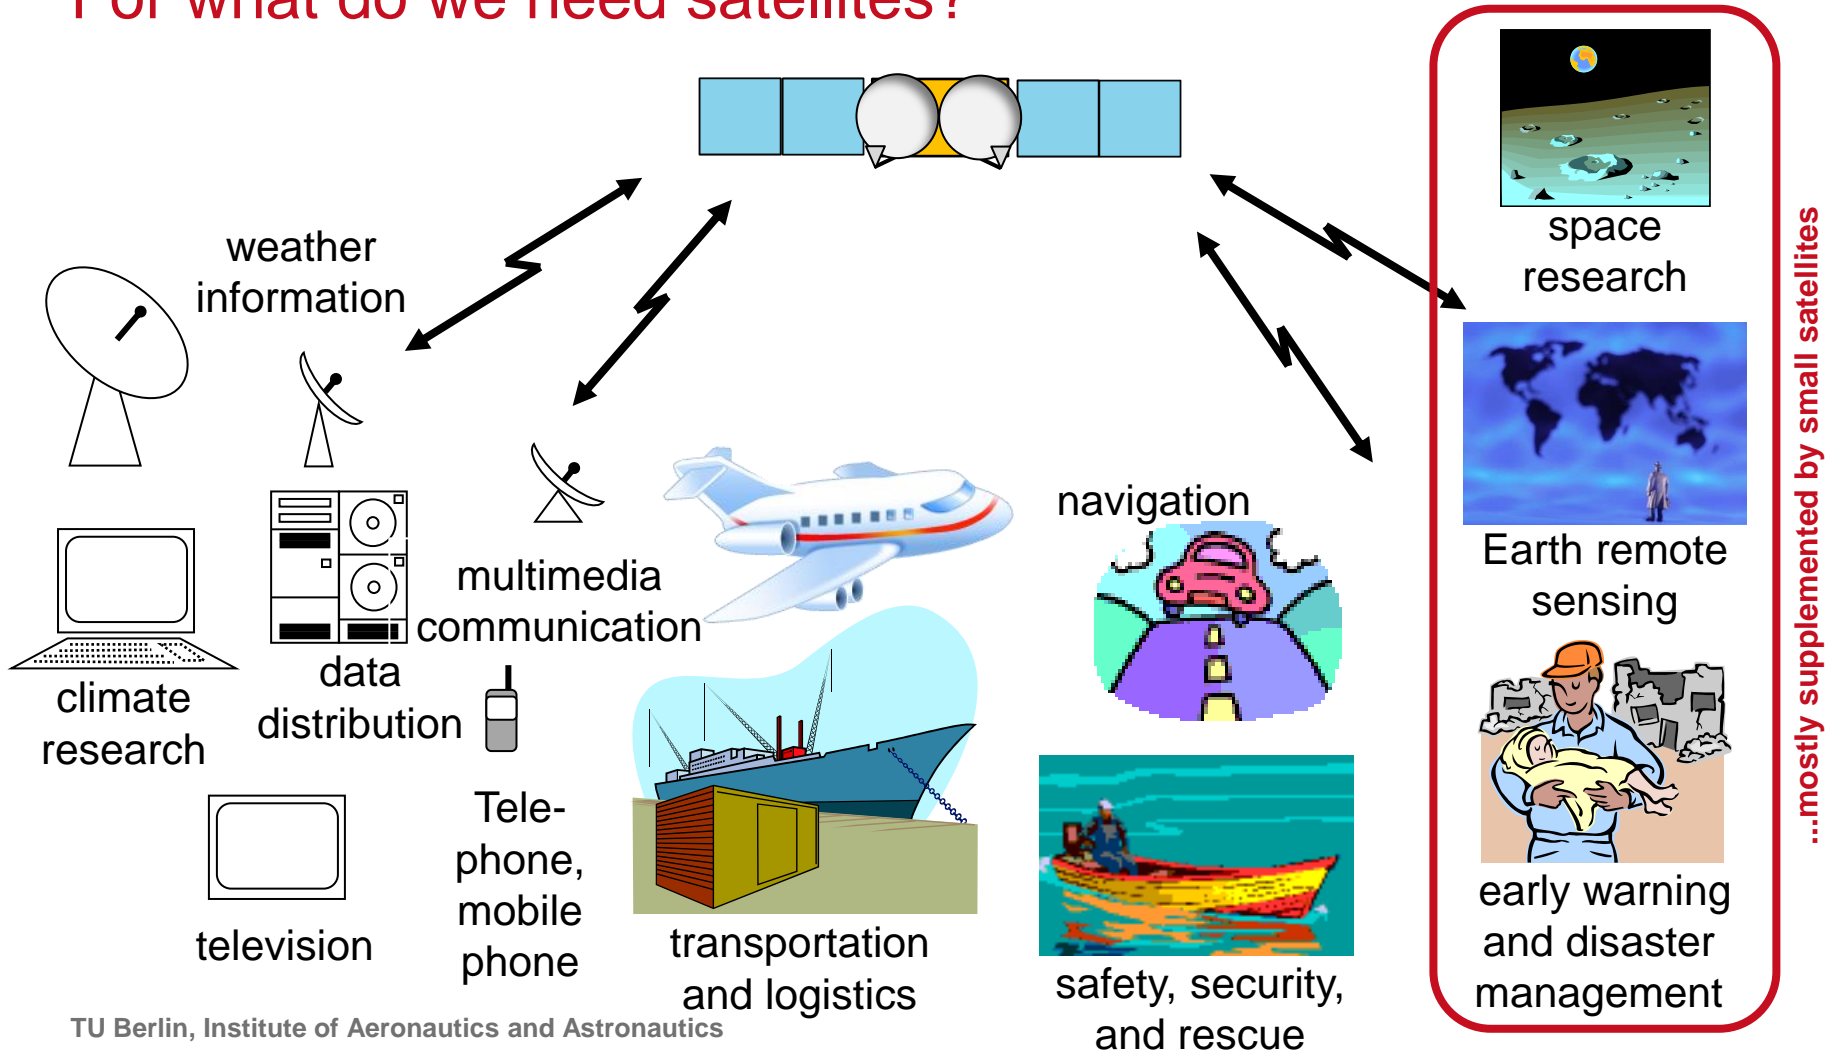 For what do we need satellites?
weather
information
climate
research
data
distribution
television
multimedia
communication
Tele-
phone,
mobile
phone
transportation
and logistics
navigation
safety, security,
and rescue
space
research
Earth remote
sensing
early warning
and disaster
management
...mostly supplemented by small satellites
TU Berlin, Institute of Aeronautics and Astronautics